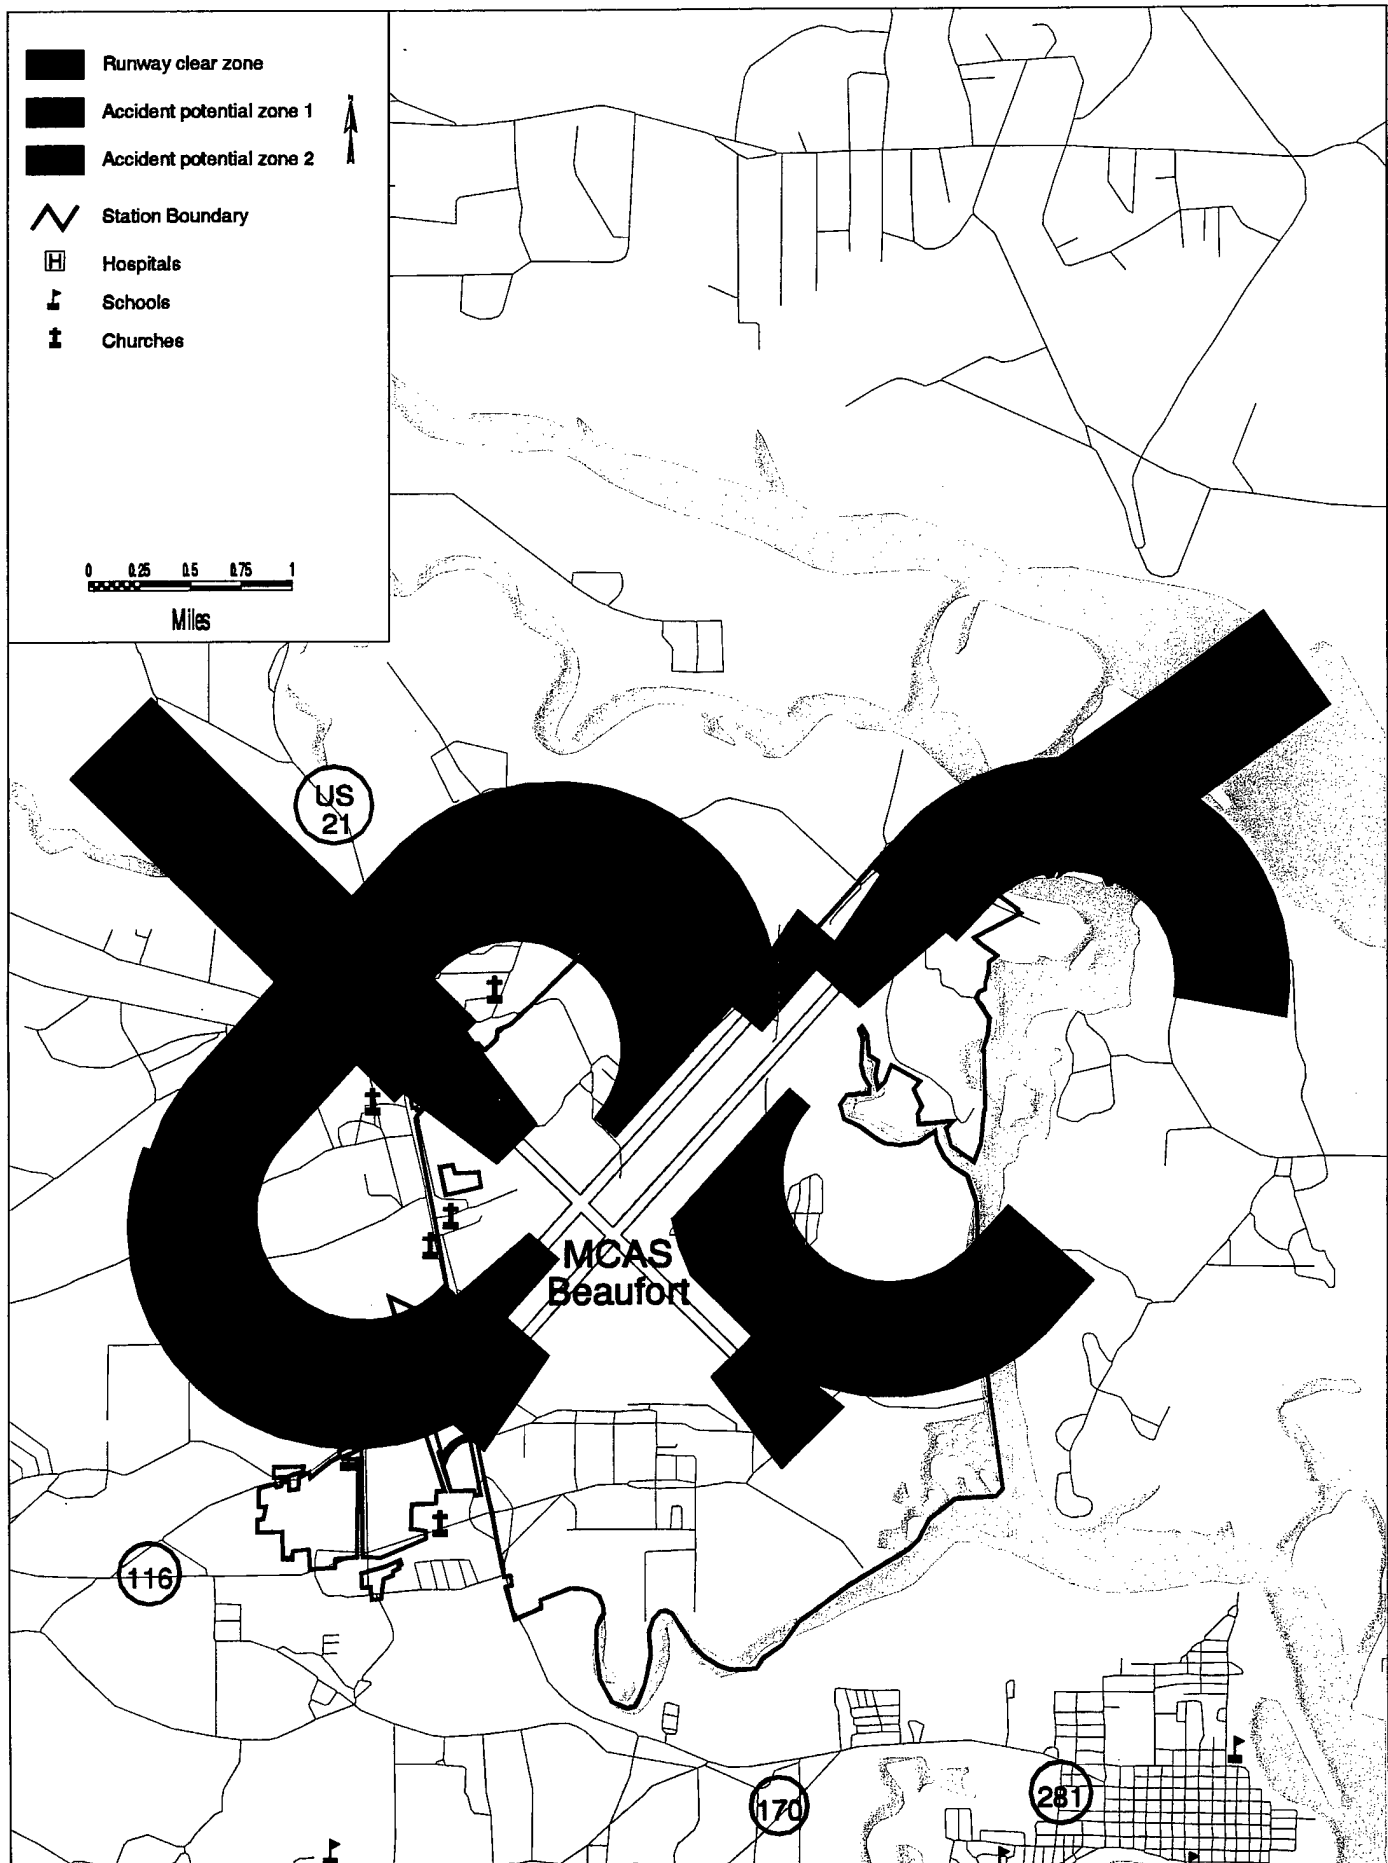 Runway clear zone
Accident potential zone 1
Accident potential zone 2
Station Boundary
H Hospitals
Schools
Churches
0 0.25 0.5 0.75 1
Miles
US
21
MCAS
Beaufort
116
170
281